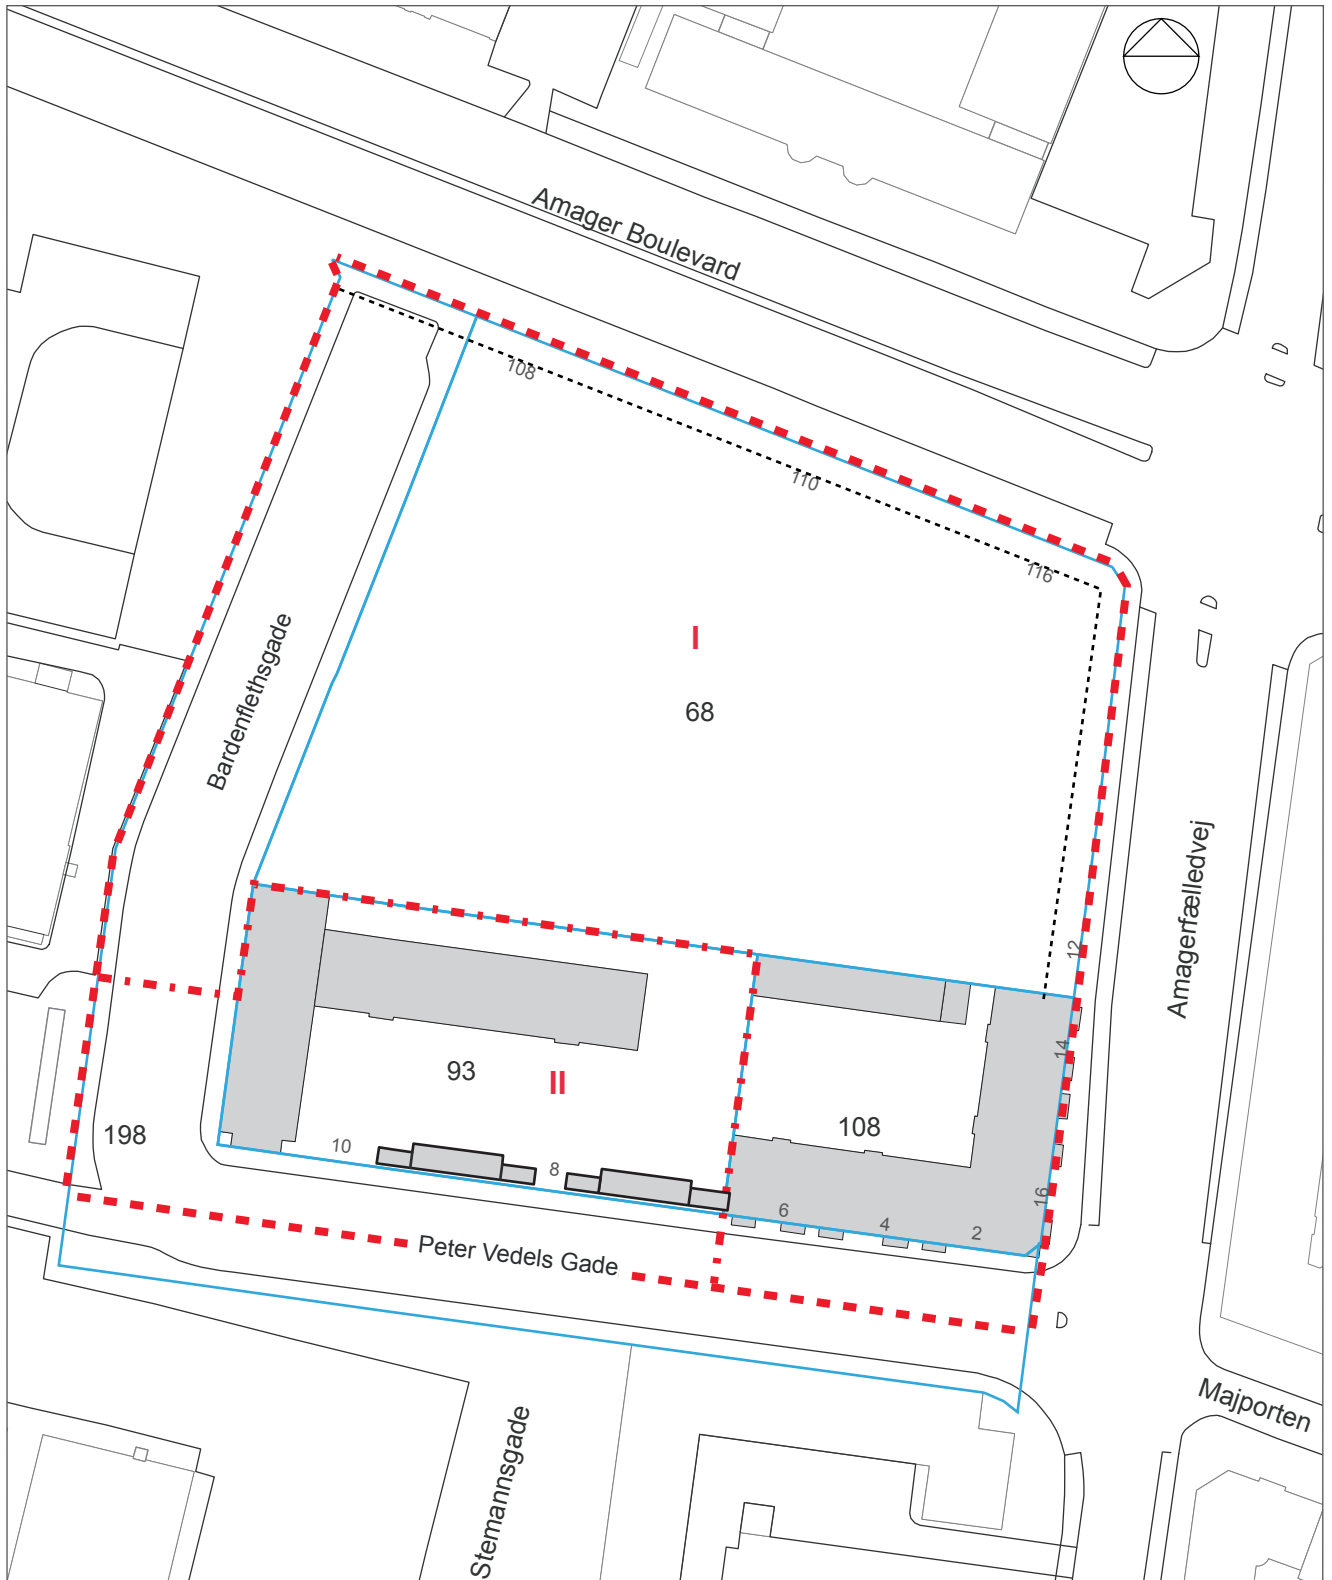 Amager Boulevard
108
110
116
I
68
Bardenflethsgade
Amagerfælledvej
12
14
93
II
108
198
10
8
6
4
2
16
Peter Vedels Gade
Majporten
Stemannsgade